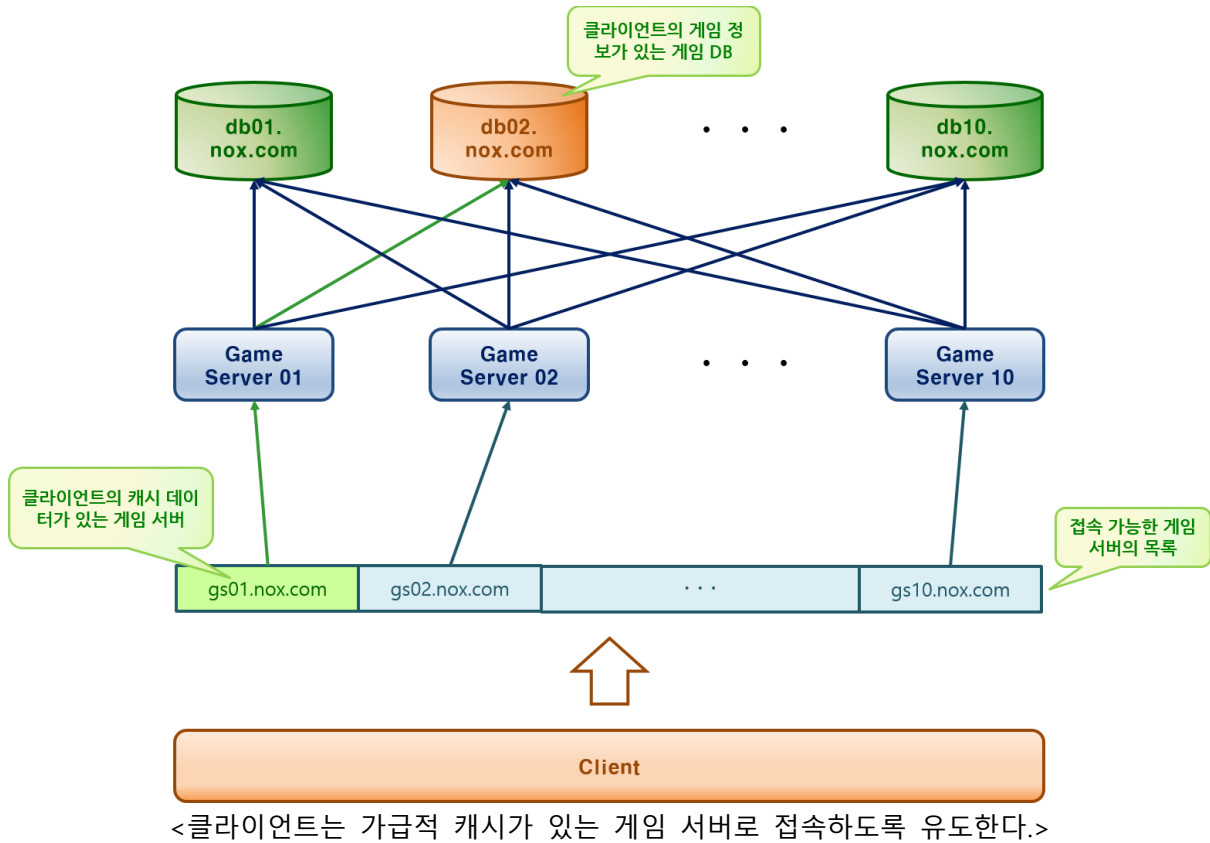 클라이언트의 게임 정
보가 있는 게임 DB
db01.
nox.com
db02.
nox.com
. . .
db10.
nox.com
Game
Server 01
Game
Server 02
. . .
Game
Server 10
클라이언트의 캐시 데이
터가 있는 게임 서버
접속 가능한 게임
서버의 목록
gs01.nox.com
gs02.nox.com
...
gs10.nox.com
Client
<클라이언트는 가급적 캐시가 있는 게임 서버로 접속하도록 유도한다.>